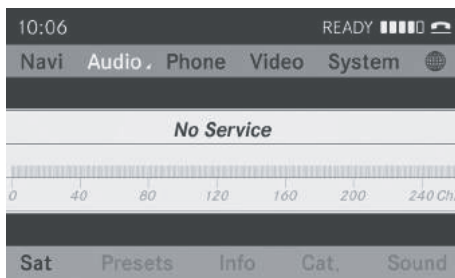 10:06 READY
Navi Audio Phone Video System
No Service
0 40 80 120 160 200 240 Ch.
Sat Presets Info Cat. Sound